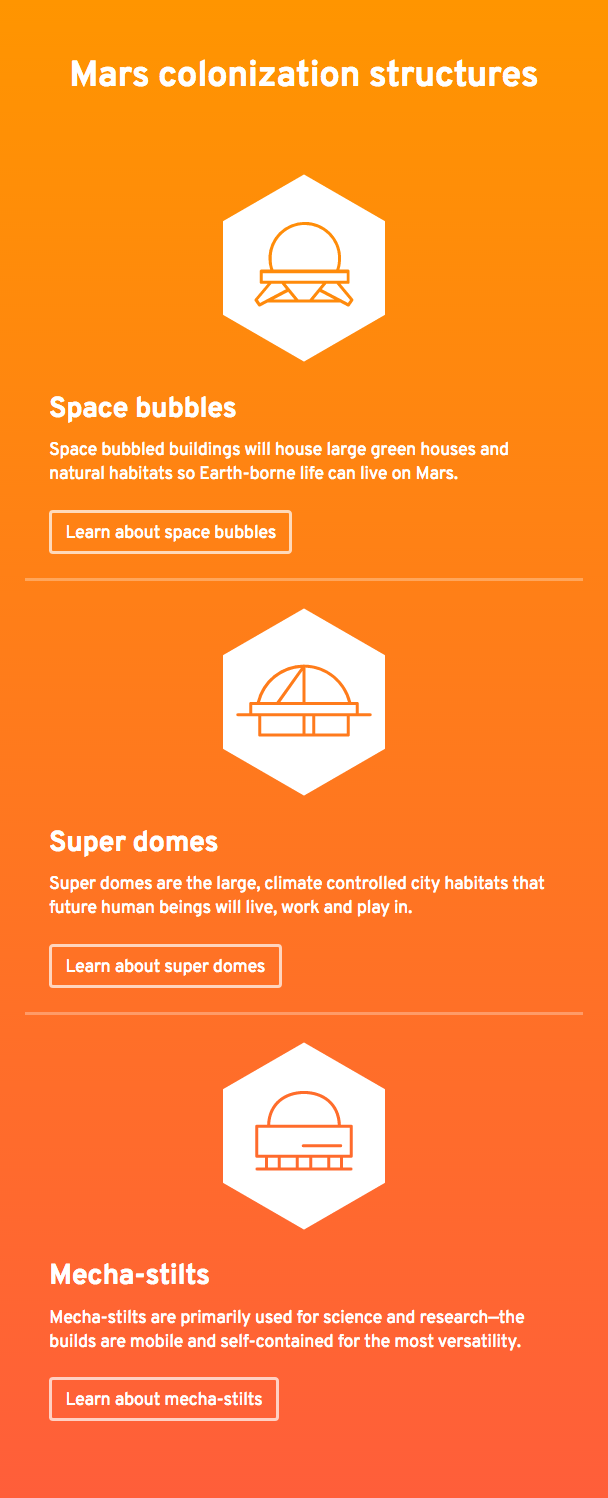 Mars colonization structures
Space bubbles
Space bubbled buildings will house large green houses and
natural habitats so Earth-borne life can live on Mars.
Learn about space bubbles
Super domes
Super domes are the large, climate controlled city habitats that
future human beings will live, work and play in.
Learn about super domes
Mecha-stilts
Mecha-stilts are primarily used for science and research—the
builds are mobile and self-contained for the most versatility.
Learn about mecha-stilts